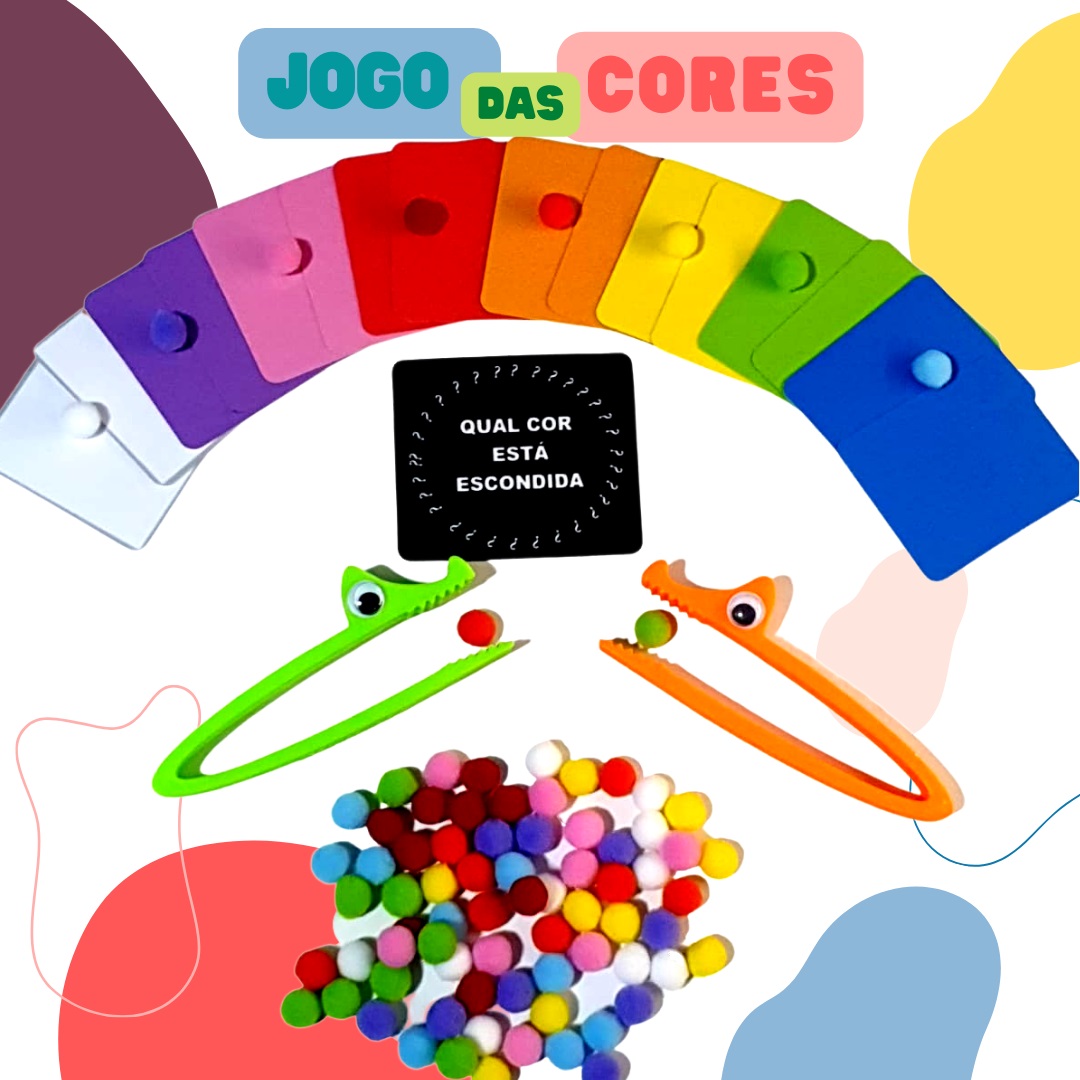 JOGO DAS CORES
QUAL COR
ESTÁ
ESCONDIDA
? ? ? ? ? ? ? ? ? ? ? ? ? ? ? ? ? ? ? ? ? ? ? ? ? ? ? ? ? ? ? ? ? ? ? ?